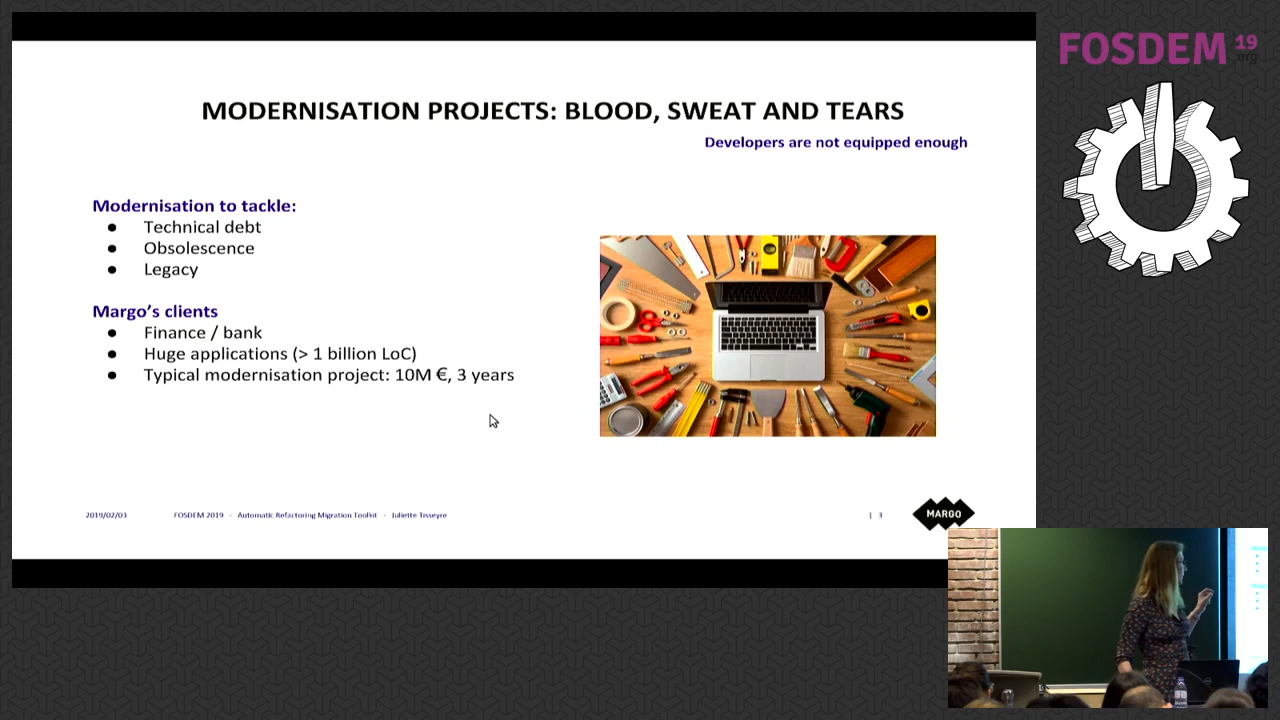 FOSDEM 19
.org
MODERNISATION PROJECTS: BLOOD, SWEAT AND TEARS
Developers are not equipped enough
Modernisation to tackle:
● Technical debt
● Obsolescence
● Legacy
Margo's clients
● Finance / bank
● Huge applications (> 1 billion LoC)
● Typical modernisation project: 10M €, 3 years
2019/02/03 FOSDEM 2019 - Automatic Refactoring Migration Toolkit - Juliette Tisseyre | 3 MARGO